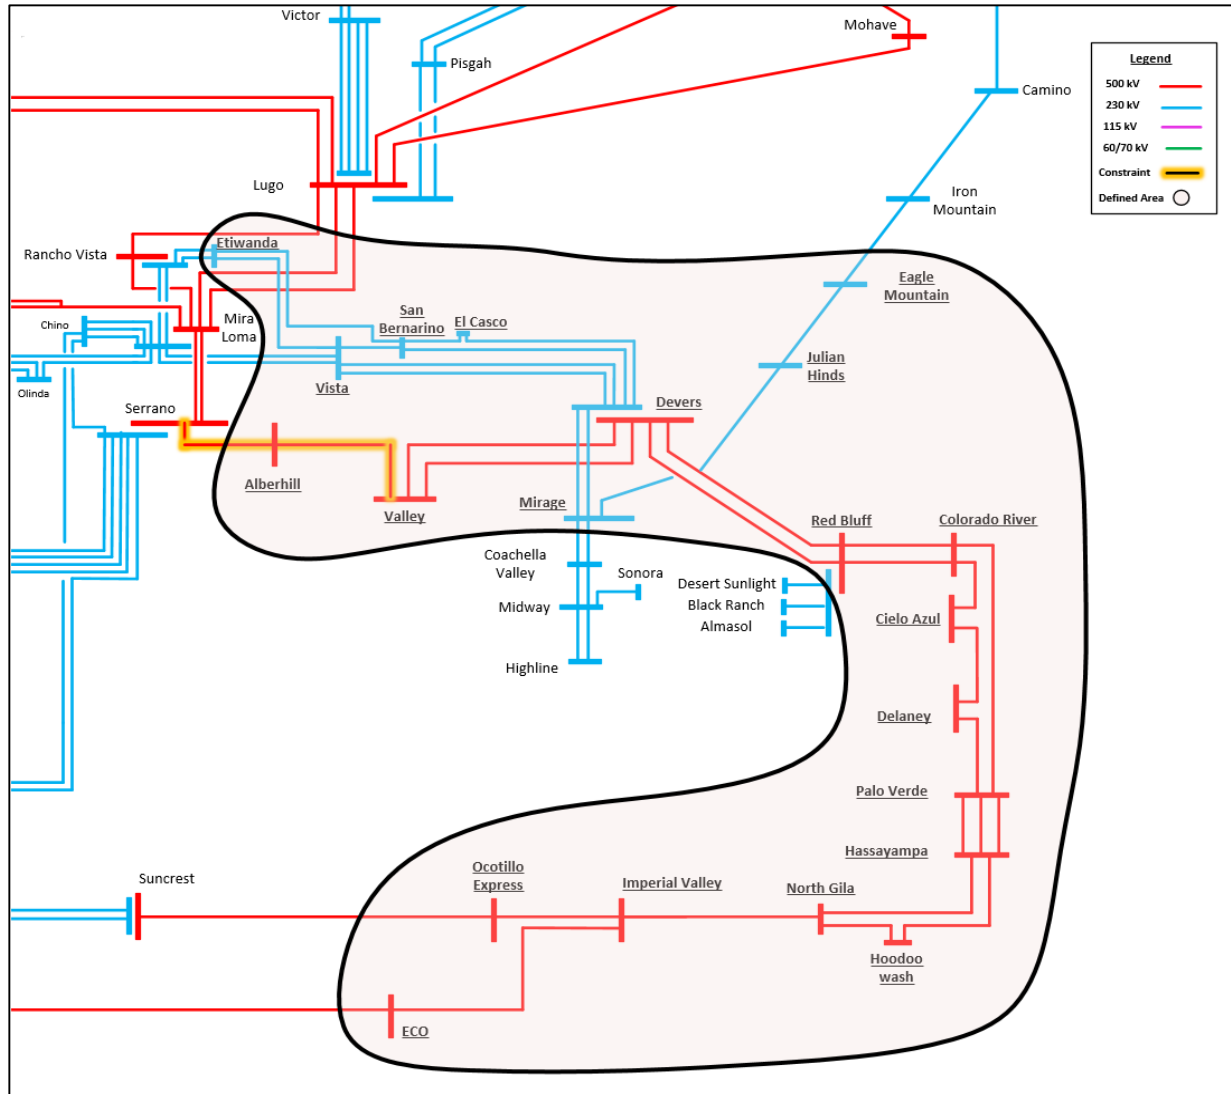 Victor
Mohave
Pisgah
Legend
500 kV
230 kV
115 kV
60/70 kV
Constraint
Defined Area
Camino
Lugo
Iron
Mountain
Rancho Vista
Etiwanda
Eagle
Mountain
San
Bernarino
El Casco
Chino
Mira
Loma
Julian
Hinds
Vista
Olinda
Serrano
Devers
Alberhill
Valley
Mirage
Red Bluff
Colorado River
Coachella
Valley
Sonora
Desert Sunlight
Midway
Black Ranch
Almasol
Cielo Azul
Highline
Delaney
Palo Verde
Hassayampa
Suncrest
Ocotillo
Express
Imperial Valley
North Gila
Hoodoo
wash
ECO